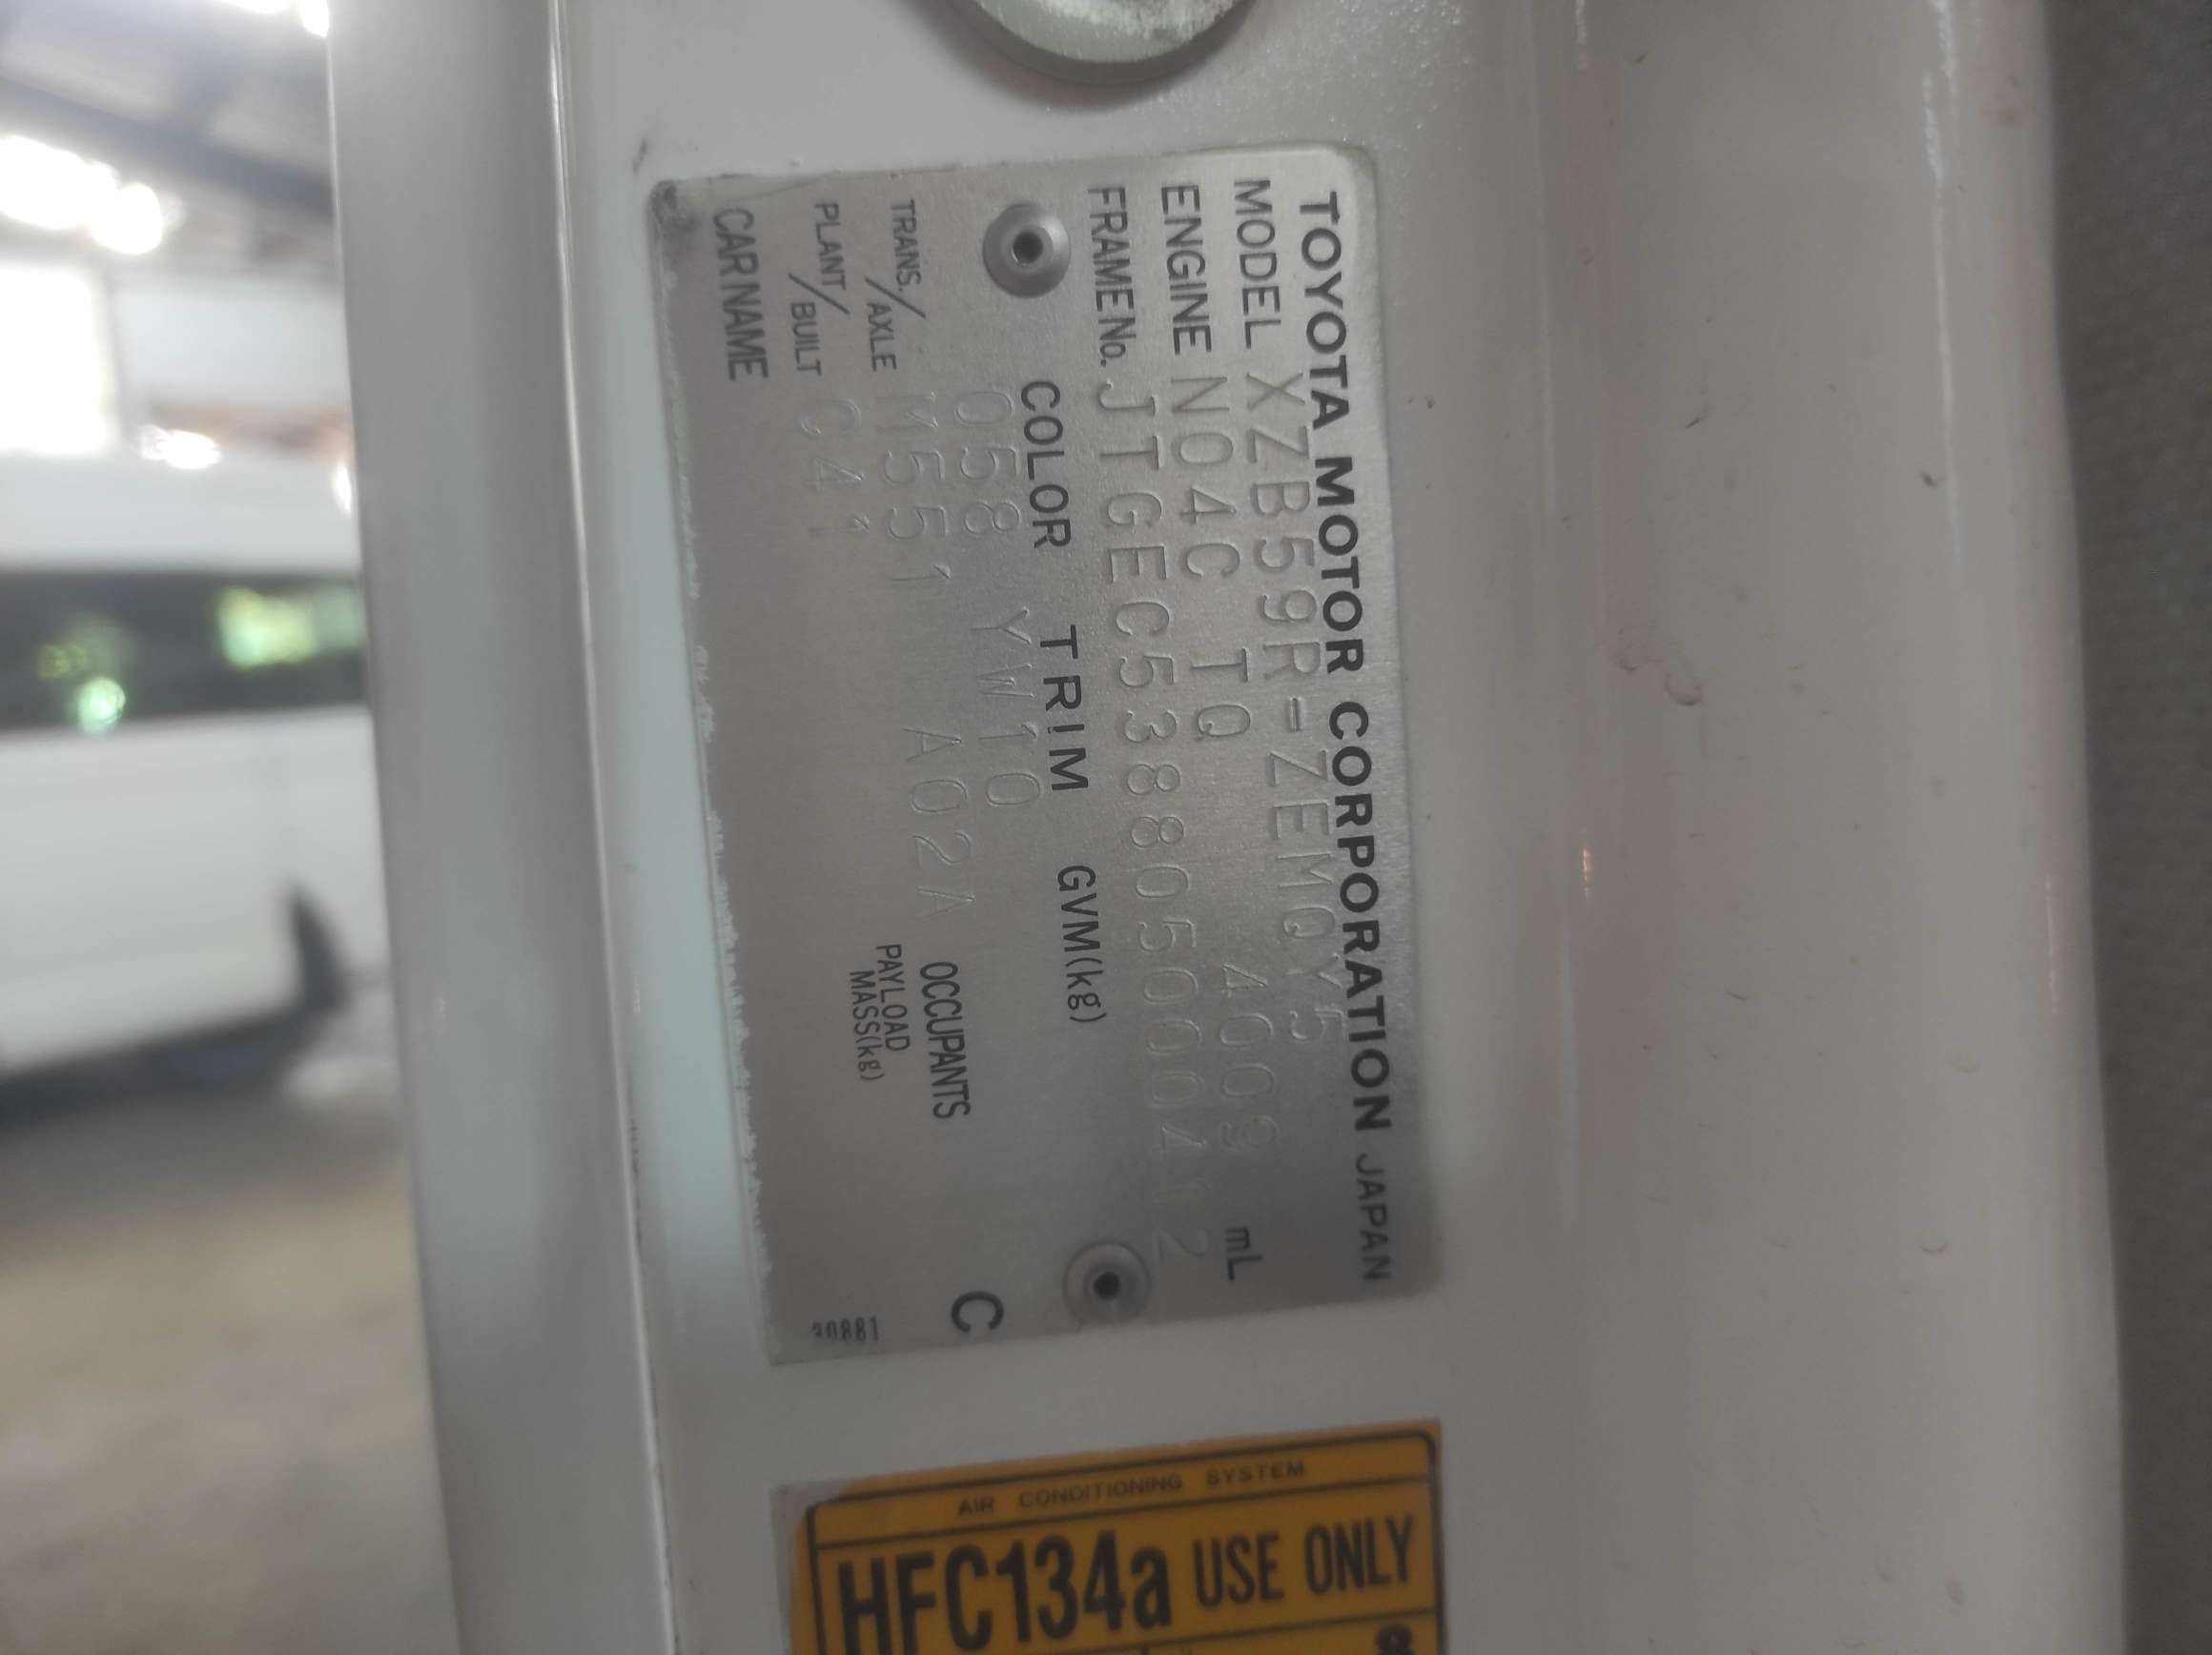 TOYOTA MOTOR CORPORATION JAPAN
MODEL XZB59R-ZEMQY5
ENGINE N04C TQ 4009 mL
FRAME No. JTGEC538805000412
COLOR TRIM GVM(kg)
058 YW10
TRANS./AXLE M551 A02A
OCCUPANTS C
PLANT/BUILT C4
PAYLOAD MASS(kg)
CAR NAME
30881
AIR CONDITIONING SYSTEM
HFC134a USE ONLY